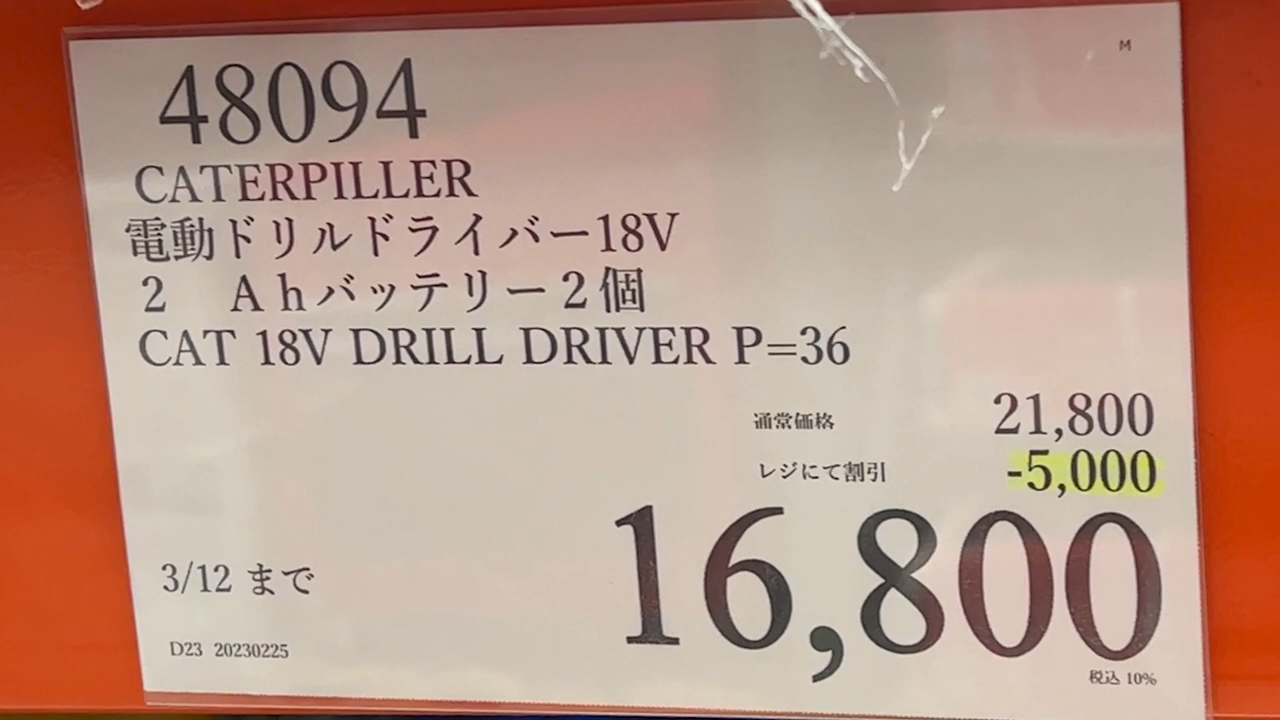 M
48094
CATERPILLER
電動ドリルドライバー18V
２　Ａｈバッテリー２個
CAT 18V DRILL DRIVER P=36
通常価格 21,800
レジにて割引 -5,000
16,800
3/12 まで
D23 20230225
税込 10%